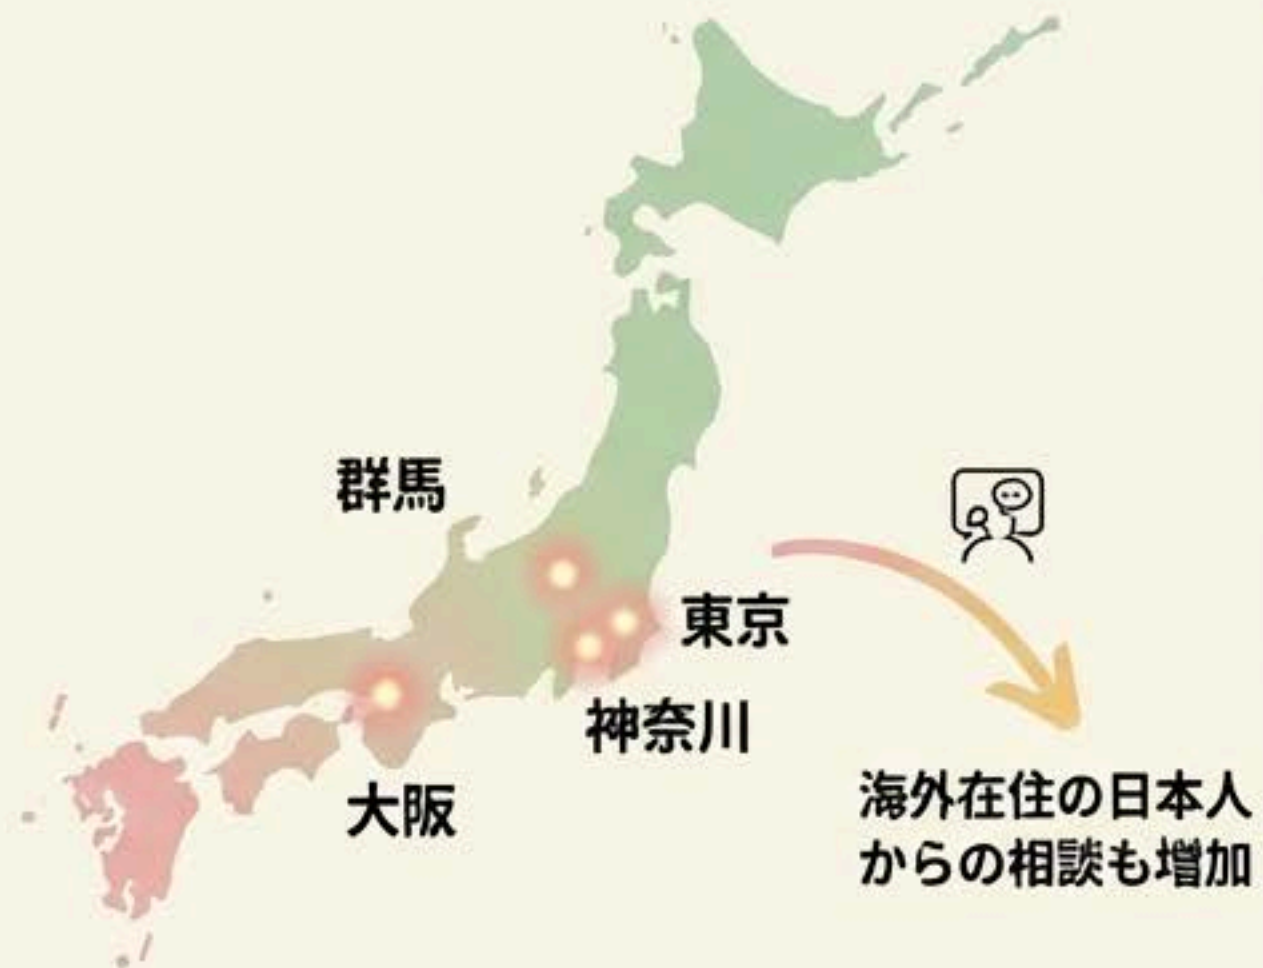 群馬
東京
神奈川
大阪
海外在住の日本人
からの相談も増加